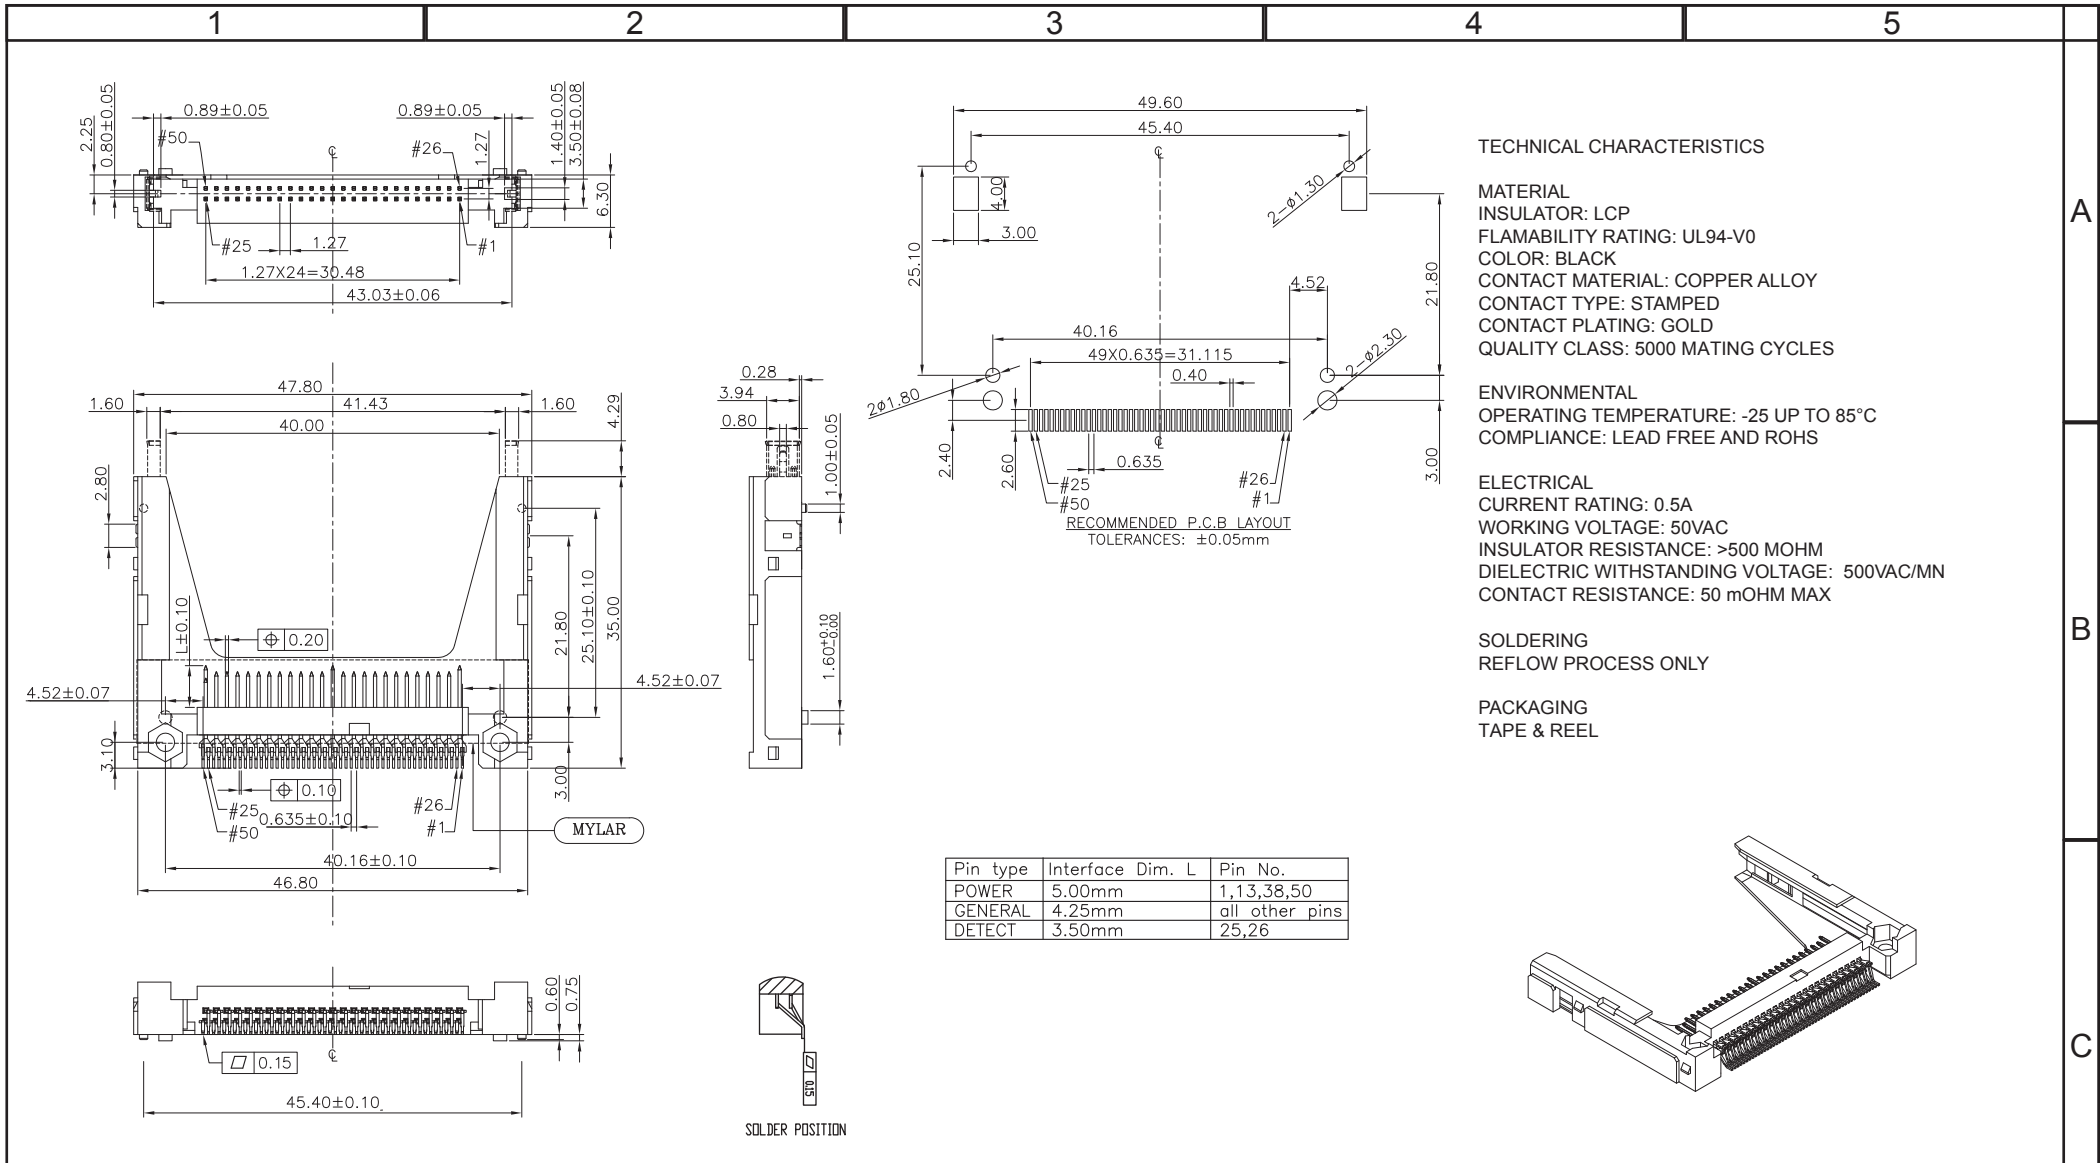 1 2 3 4 5
A
B
C
2.25
0.80±0.05
0.89±0.05
0.89±0.05
#50
#26
1.27
1.40±0.05
3.50±0.08
6.30
#25
1.27
#1
1.27X24=30.48
43.03±0.06
47.80
1.60
41.43
1.60
40.00
4.29
2.80
L±0.10
0.20
21.80
25.10±0.10
35.00
4.52±0.07
4.52±0.07
3.10
0.10
3.00
#25
#50
0.635±0.10
#26
#1
MYLAR
40.16±0.10
46.80
0.28
3.94
0.80
1.00±0.05
1.60+0.10 -0.00
0.60
0.75
0.15
45.40±0.10
0.15
SOLDER POSITION
49.60
45.40
4.00
3.00
2-ø1.30
25.10
21.80
4.52
40.16
49X0.635=31.115
0.40
2ø1.80
2-ø2.30
2.40
2.60
0.635
3.00
#25
#50
#26
#1
RECOMMENDED P.C.B LAYOUT
TOLERANCES: ±0.05mm
TECHNICAL CHARACTERISTICS
MATERIAL
INSULATOR: LCP
FLAMABILITY RATING: UL94-V0
COLOR: BLACK
CONTACT MATERIAL: COPPER ALLOY
CONTACT TYPE: STAMPED
CONTACT PLATING: GOLD
QUALITY CLASS: 5000 MATING CYCLES
ENVIRONMENTAL
OPERATING TEMPERATURE: -25 UP TO 85°C
COMPLIANCE: LEAD FREE AND ROHS
ELECTRICAL
CURRENT RATING: 0.5A
WORKING VOLTAGE: 50VAC
INSULATOR RESISTANCE: >500 MOHM
DIELECTRIC WITHSTANDING VOLTAGE: 500VAC/MN
CONTACT RESISTANCE: 50 mOHM MAX
SOLDERING
REFLOW PROCESS ONLY
PACKAGING
TAPE & REEL
Pin type Interface Dim. L Pin No.
POWER 5.00mm 1,13,38,50
GENERAL 4.25mm all other pins
DETECT 3.50mm 25,26